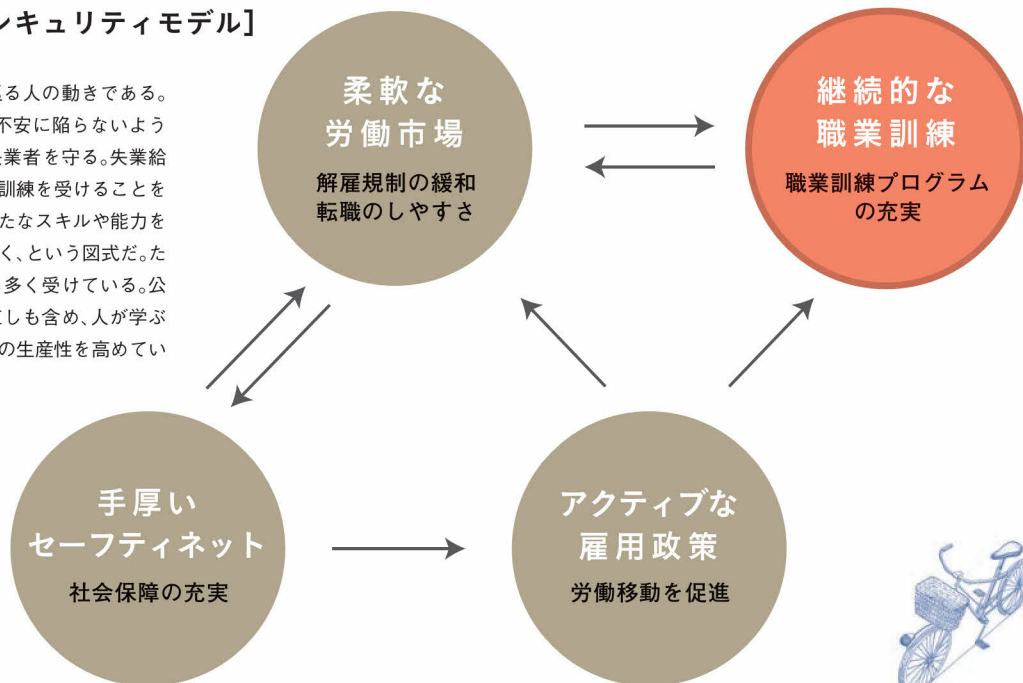 ンキュリティモデル]
る人の動きである。
不安に陥らないよう
業者を守る。失業給
訓練を受けることを
たなスキルや能力を
く、という図式だ。た
多く受けている。公
しも含め、人が学ぶ
の生産性を高めてい
柔軟な
労働市場
解雇規制の緩和
転職のしやすさ
継続的な
職業訓練
職業訓練プログラム
の充実
手厚い
セーフティネット
社会保障の充実
アクティブな
雇用政策
労働移動を促進